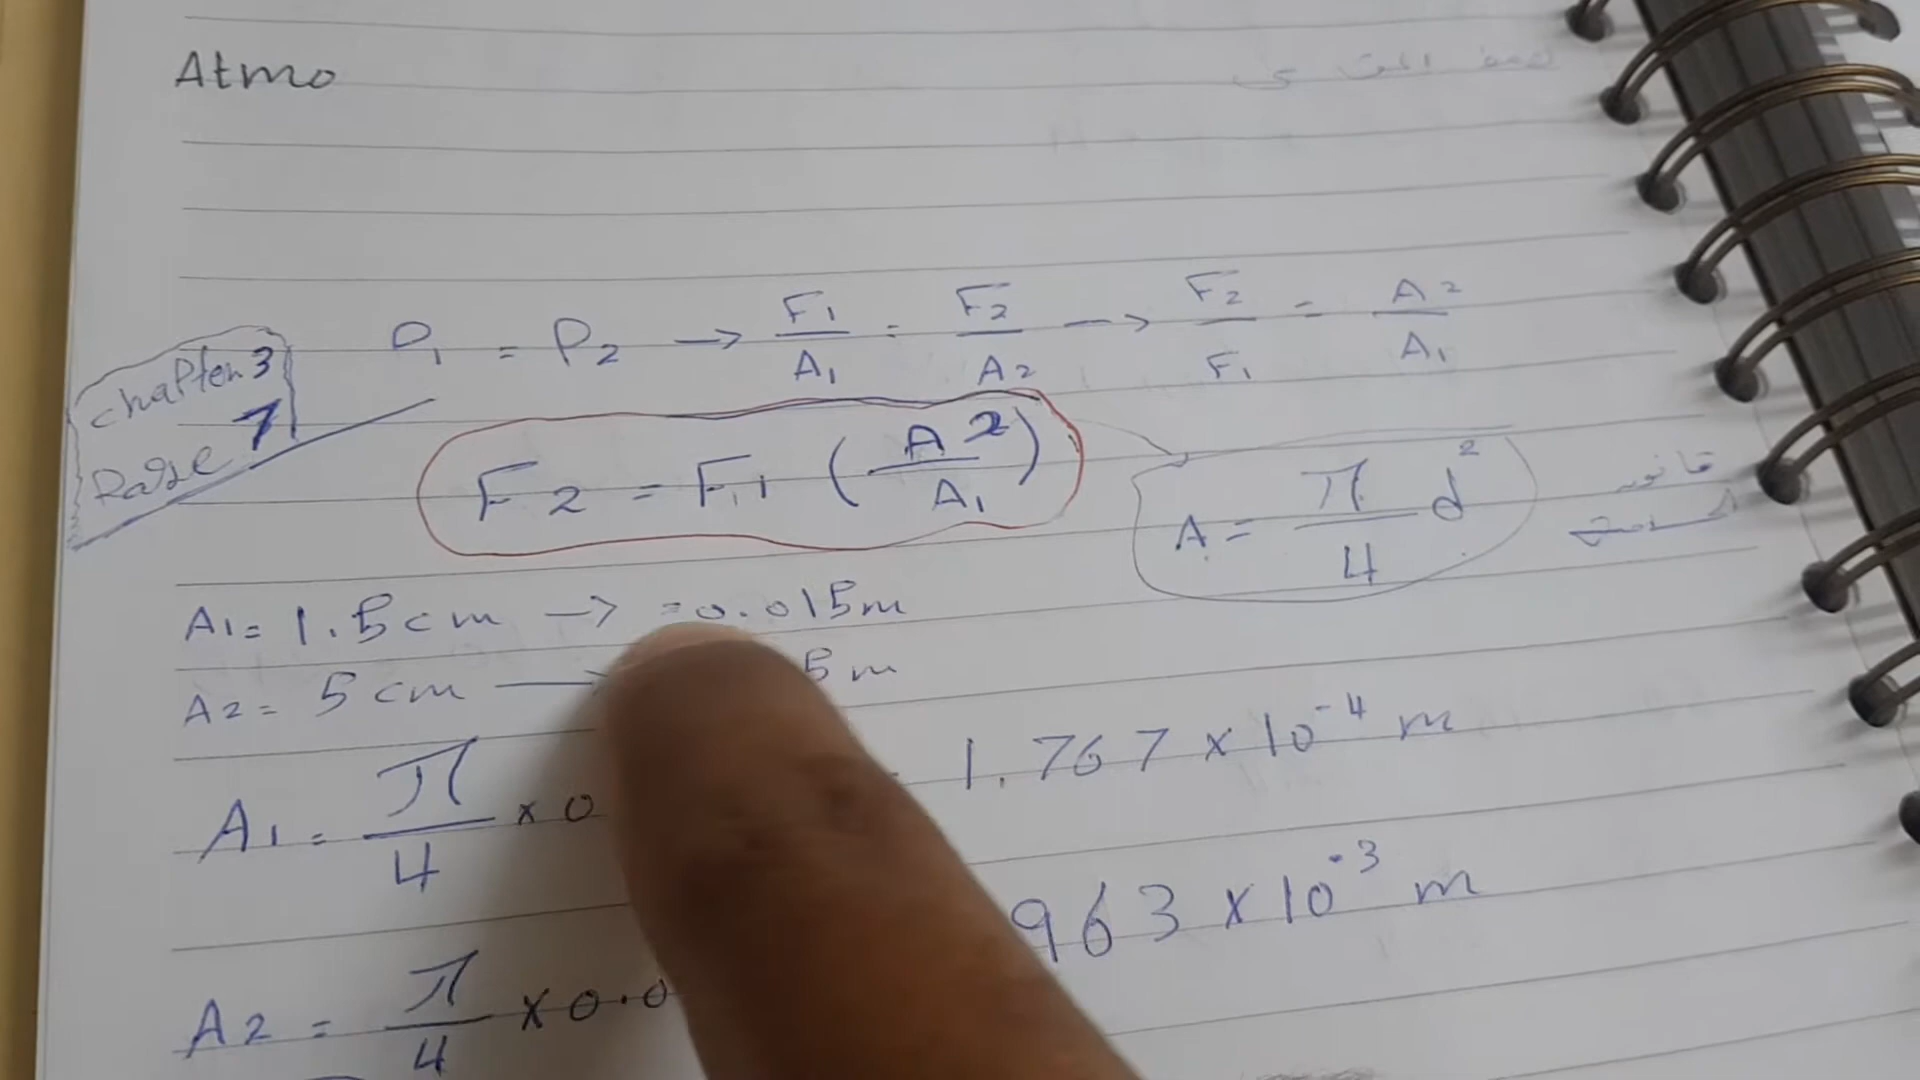 Atmo
P₁ = P₂ → F₁/A₁ = F₂/A₂ → F₂/F₁ = A₂/A₁
Chapter 3
Page 7
F₂ = F₁ (A₂/A₁)
A = π/4 d²
قانون
A₁ = 1.5 cm → = 0.015 m
A₂ = 5 cm → 5 m
A₁ = π/4 × 0 1.767 × 10⁻⁴ m
963 × 10⁻³ m
A₂ = π/4 × 0.0